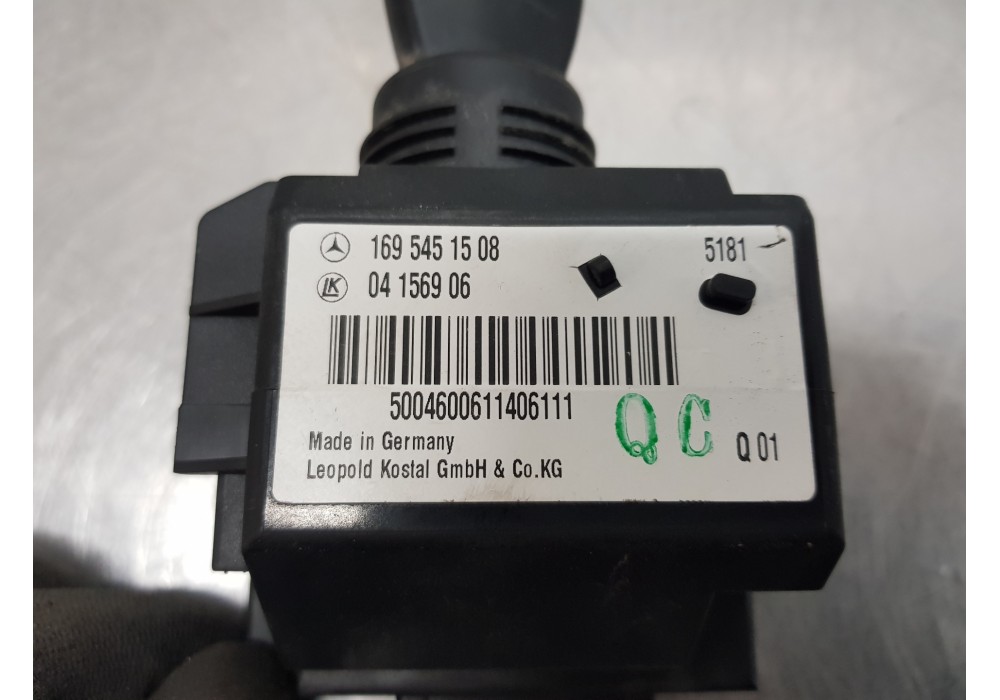 169 545 15 08 5181
LK 04 1569 06
5004600611406111
QC Q 01
Made in Germany
Leopold Kostal GmbH & Co.KG